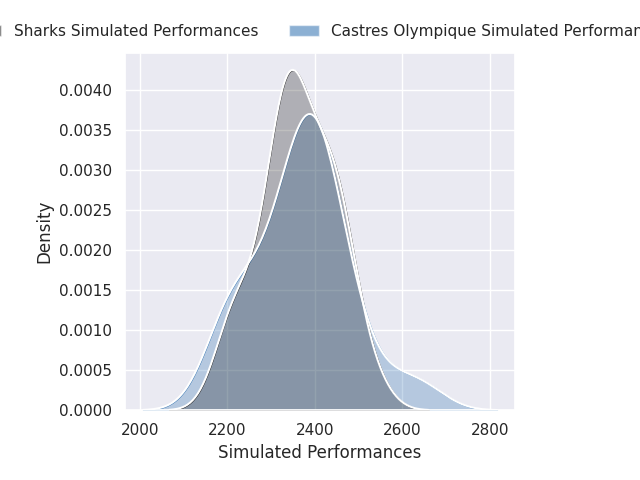 Sharks Simulated Performances Castres Olympique Simulated Performan
0.0040
0.0035
0.0030
0.0025
0.0020
0.0015
0.0010
0.0005
0.0000
Density
2000 2200 2400 2600 2800
Simulated Performances